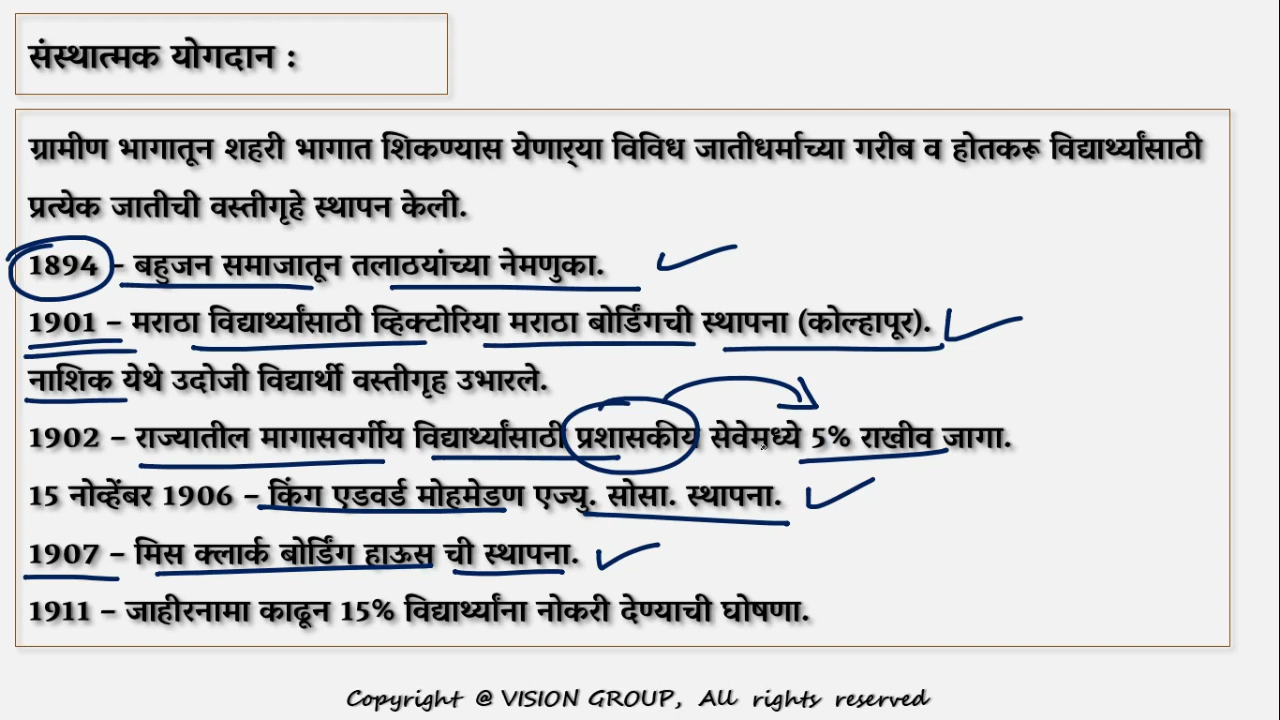 संस्थात्मक योगदान :
ग्रामीण भागातून शहरी भागात शिकण्यास येणाऱ्या विविध जातीधर्माच्या गरीब व होतकरू विद्यार्थ्यांसाठी
प्रत्येक जातीची वस्तीगृहे स्थापन केली.
1894 – बहुजन समाजातून तलाठयांच्या नेमणुका.
1901 – मराठा विद्यार्थ्यांसाठी व्हिक्टोरिया मराठा बोर्डिंगची स्थापना (कोल्हापूर).
नाशिक येथे उदोजी विद्यार्थी वस्तीगृह उभारले.
1902 – राज्यातील मागासवर्गीय विद्यार्थ्यांसाठी प्रशासकीय सेवेमध्ये 5% राखीव जागा.
15 नोव्हेंबर 1906 – किंग एडवर्ड मोहमेडण एज्यु. सोसा. स्थापना.
1907 – मिस क्लार्क बोर्डिंग हाऊस ची स्थापना.
1911 – जाहीरनामा काढून 15% विद्यार्थ्यांना नोकरी देण्याची घोषणा.
Copyright @ VISION GROUP, All rights reserved